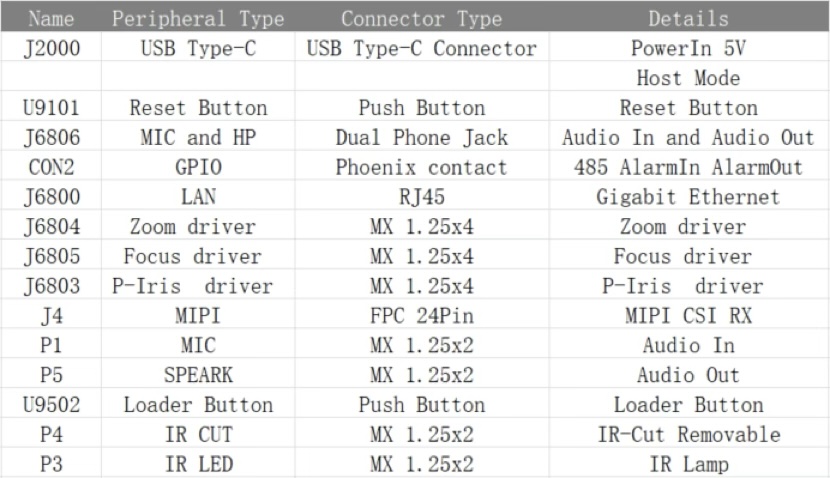 Name Peripheral Type Connector Type Details
J2000 USB Type-C USB Type-C Connector PowerIn 5V
Host Mode
U9101 Reset Button Push Button Reset Button
J6806 MIC and HP Dual Phone Jack Audio In and Audio Out
CON2 GPIO Phoenix contact 485 AlarmIn AlarmOut
J6800 LAN RJ45 Gigabit Ethernet
J6804 Zoom driver MX 1.25x4 Zoom driver
J6805 Focus driver MX 1.25x4 Focus driver
J6803 P-Iris driver MX 1.25x4 P-Iris driver
J4 MIPI FPC 24Pin MIPI CSI RX
P1 MIC MX 1.25x2 Audio In
P5 SPEARK MX 1.25x2 Audio Out
U9502 Loader Button Push Button Loader Button
P4 IR CUT MX 1.25x2 IR-Cut Removable
P3 IR LED MX 1.25x2 IR Lamp